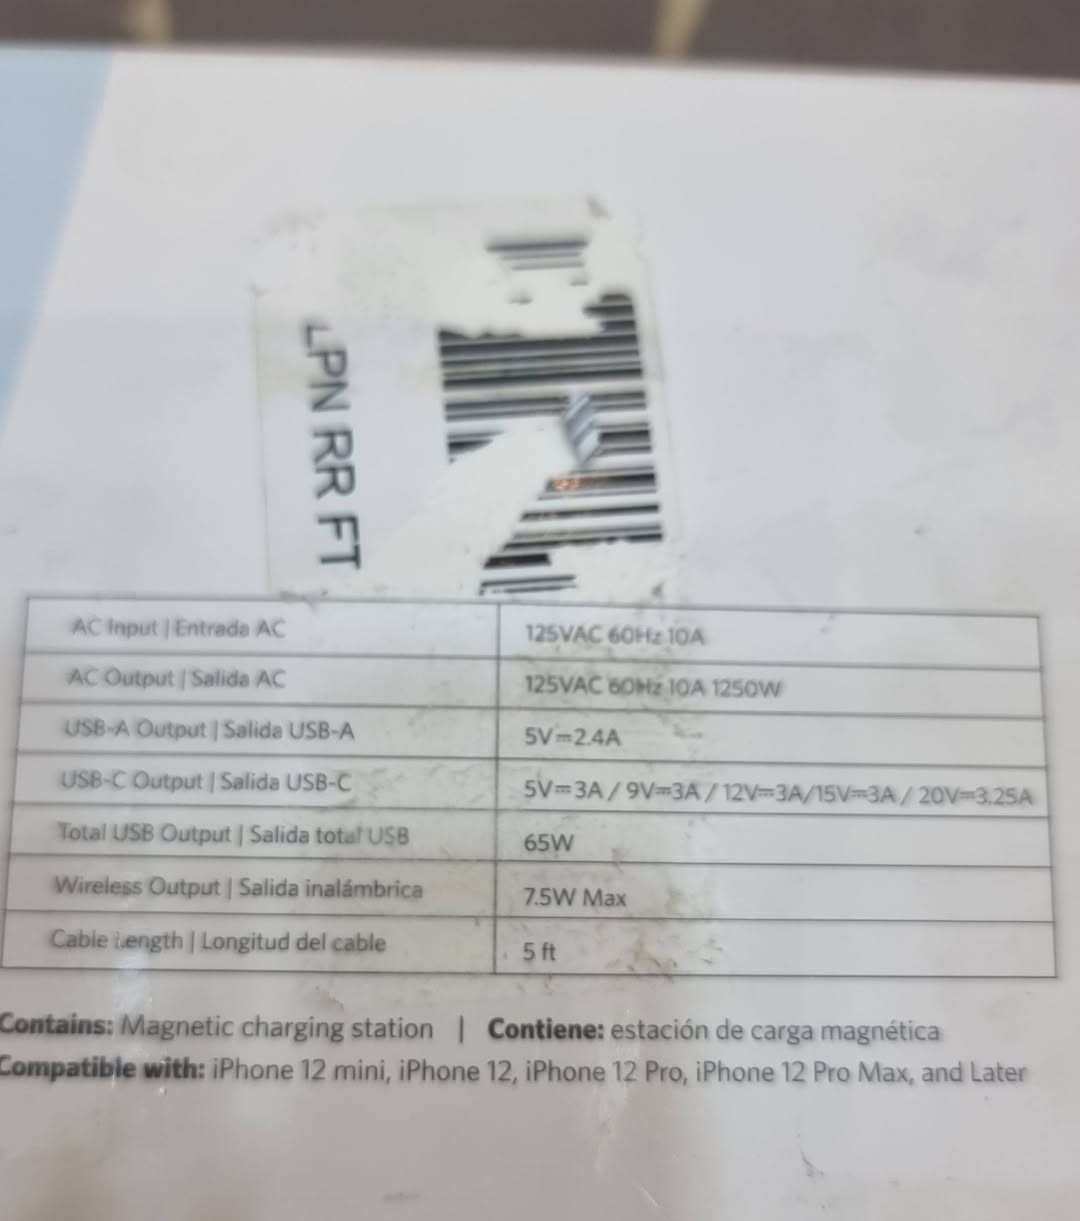 LPN RR FT
AC Input | Entrada AC 125VAC 60Hz 10A
AC Output | Salida AC 125VAC 60Hz 10A 1250W
USB-A Output | Salida USB-A 5V⎓2.4A
USB-C Output | Salida USB-C 5V⎓3A / 9V⎓3A / 12V⎓3A/15V⎓3A / 20V⎓3.25A
Total USB Output | Salida total USB 65W
Wireless Output | Salida inalámbrica 7.5W Max
Cable Length | Longitud del cable 5 ft
Contains: Magnetic charging station | Contiene: estación de carga magnética
Compatible with: iPhone 12 mini, iPhone 12, iPhone 12 Pro, iPhone 12 Pro Max, and Later